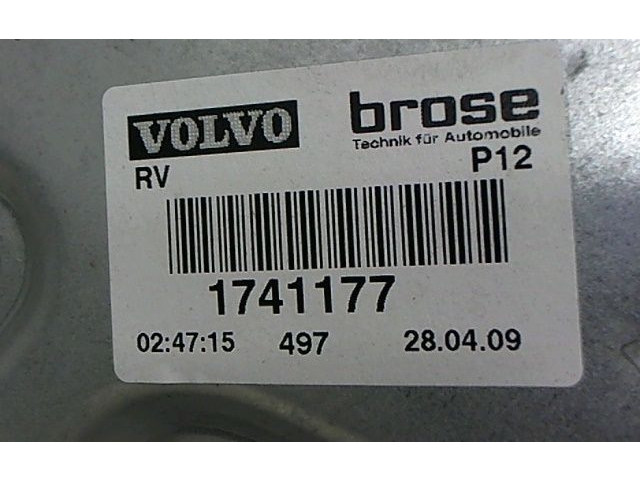 VOLVO brose
Technik für Automobile
RV P12
1741177
02:47:15 497 28.04.09